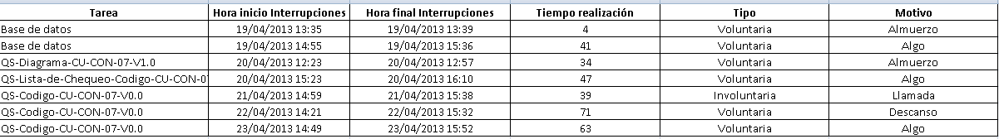 Tarea Hora inicio Interrupciones Hora final Interrupciones Tiempo realización Tipo Motivo
Base de datos 19/04/2013 13:35 19/04/2013 13:39 4 Voluntaria Almuerzo
Base de datos 19/04/2013 14:55 19/04/2013 15:36 41 Voluntaria Algo
QS-Diagrama-CU-CON-07-V1.0 20/04/2013 12:23 20/04/2013 12:57 34 Voluntaria Almuerzo
QS-Lista-de-Chequeo-Codigo-CU-CON-07 20/04/2013 15:23 20/04/2013 16:10 47 Voluntaria Algo
QS-Codigo-CU-CON-07-V0.0 21/04/2013 14:59 21/04/2013 15:38 39 Involuntaria Llamada
QS-Codigo-CU-CON-07-V0.0 22/04/2013 14:21 22/04/2013 15:32 71 Voluntaria Descanso
QS-Codigo-CU-CON-07-V0.0 23/04/2013 14:49 23/04/2013 15:52 63 Voluntaria Algo